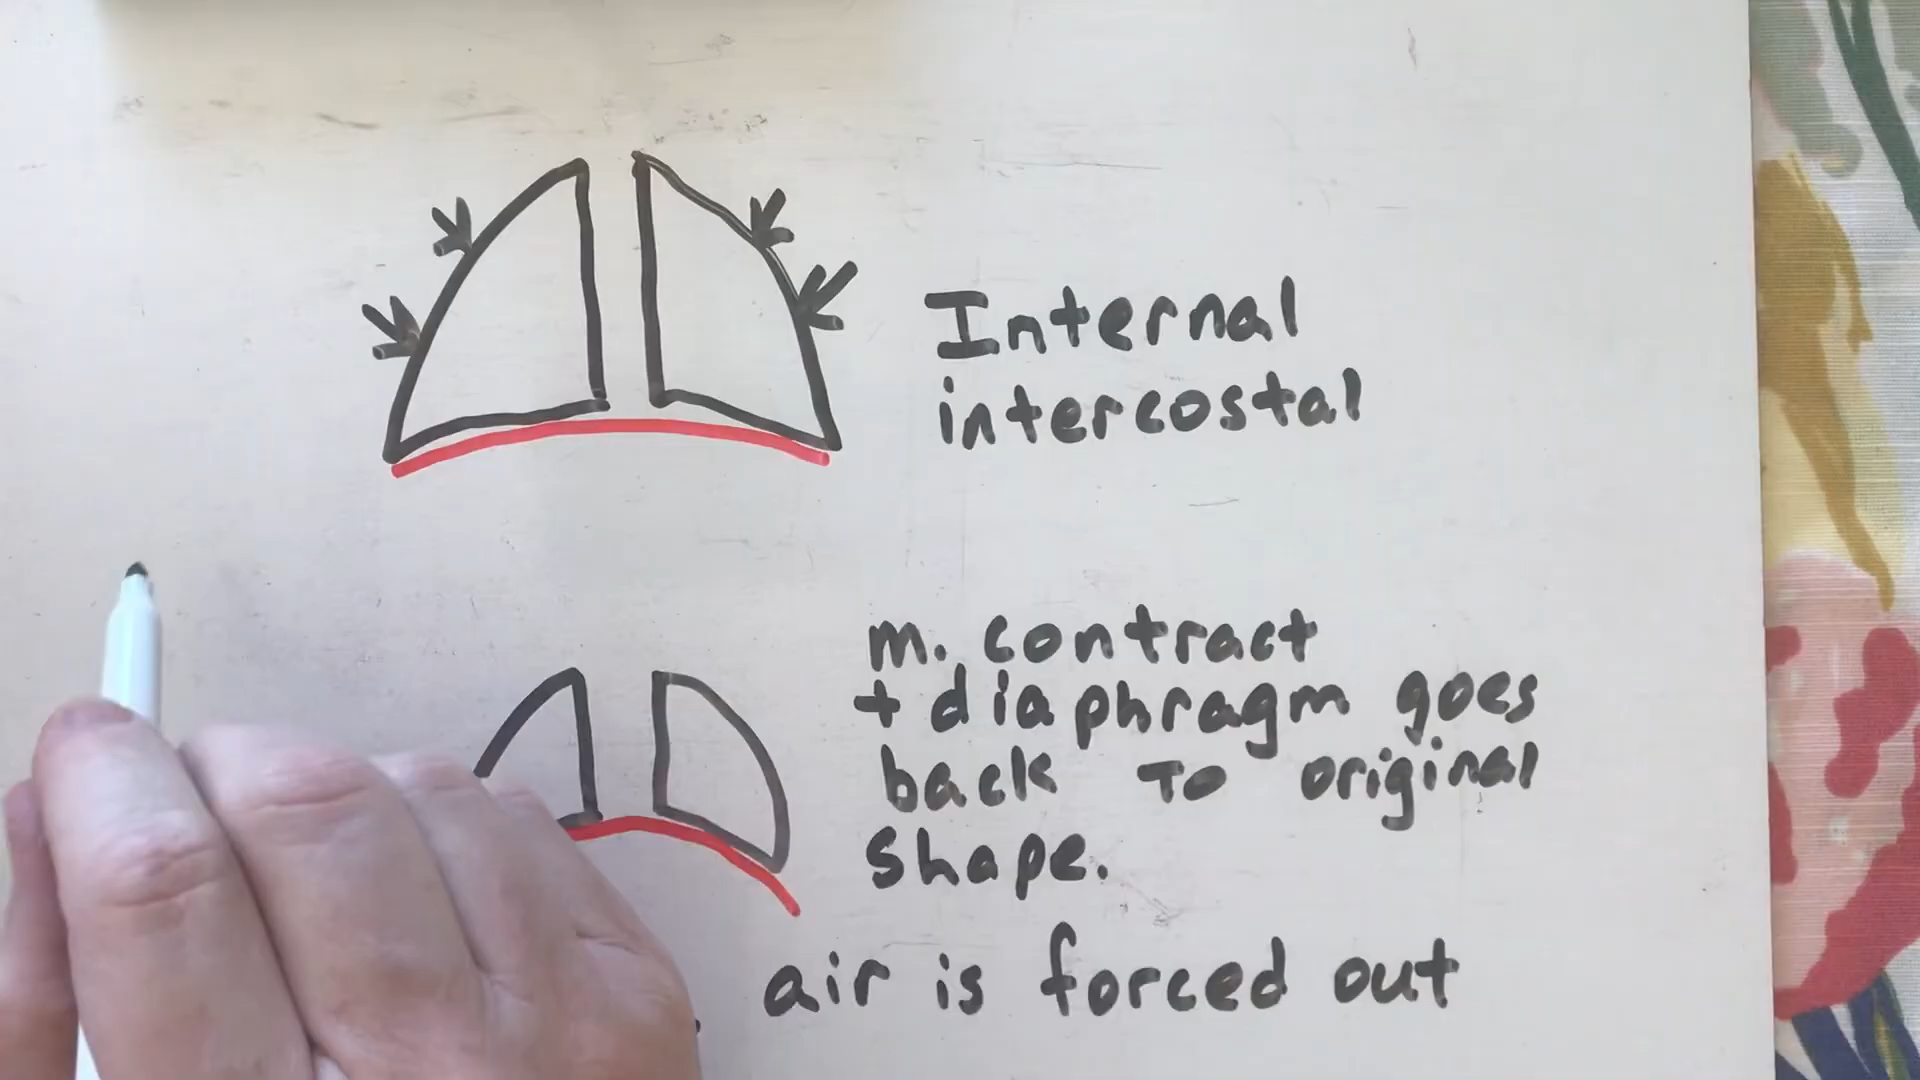 Internal
intercostal
m. contract
+ diaphragm goes
back to original
shape.
air is forced out